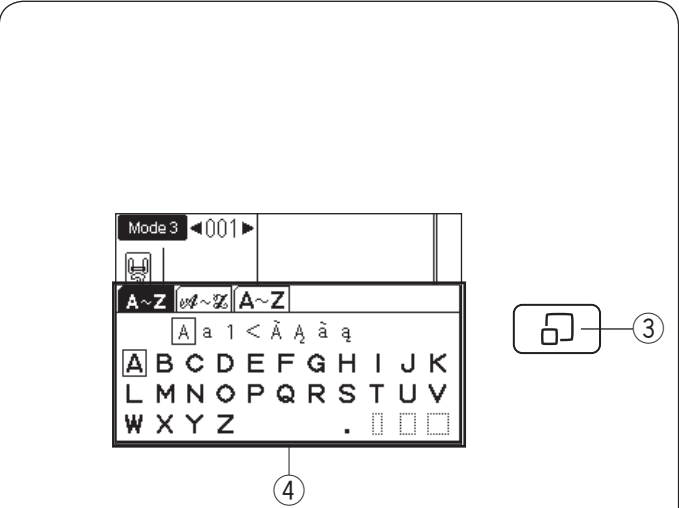 Mode 3 ◄001►
A~Z 𝒜~𝒵 A~Z
A a 1 < Ã Ą ã ą
A B C D E F G H I J K
L M N O P Q R S T U V
W X Y Z .
③
④